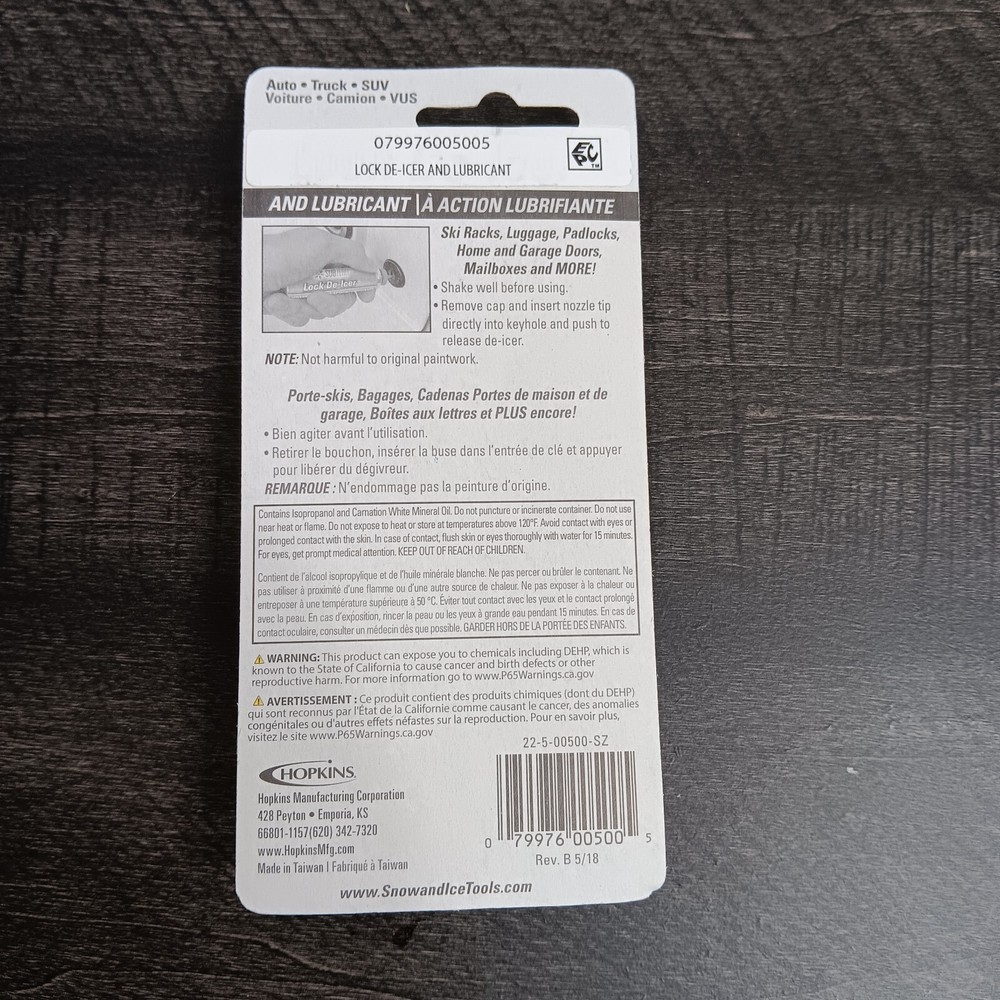 Auto • Truck • SUV
Voiture • Camion • VUS
079976005005
LOCK DE-ICER AND LUBRICANT
EPC TM
AND LUBRICANT | À ACTION LUBRIFIANTE
Lock De-Icer
Ski Racks, Luggage, Padlocks,
Home and Garage Doors,
Mailboxes and MORE!
• Shake well before using.
• Remove cap and insert nozzle tip
directly into keyhole and push to
release de-icer.
NOTE: Not harmful to original paintwork.
Porte-skis, Bagages, Cadenas Portes de maison et de
garage, Boîtes aux lettres et PLUS encore!
• Bien agiter avant l'utilisation.
• Retirer le bouchon, insérer la buse dans l'entrée de clé et appuyer
pour libérer du dégivreur.
REMARQUE : N'endommage pas la peinture d'origine.
Contains Isopropanol and Carnation White Mineral Oil. Do not puncture or incinerate container. Do not use
near heat or flame. Do not expose to heat or store at temperatures above 120°F. Avoid contact with eyes or
prolonged contact with the skin. In case of contact, flush skin or eyes thoroughly with water for 15 minutes.
For eyes, get prompt medical attention. KEEP OUT OF REACH OF CHILDREN.
Contient de l'alcool isopropylique et de l'huile minérale blanche. Ne pas percer ou brûler le contenant. Ne
pas utiliser à proximité d'une flamme ou d'une autre source de chaleur. Ne pas exposer à la chaleur ou
entreposer à une température supérieure à 50 °C. Éviter tout contact avec les yeux et le contact prolongé
avec la peau. En cas d'exposition, rincer la peau ou les yeux à grande eau pendant 15 minutes. En cas de
contact oculaire, consulter un médecin dès que possible. GARDER HORS DE LA PORTÉE DES ENFANTS.
⚠ WARNING: This product can expose you to chemicals including DEHP, which is
known to the State of California to cause cancer and birth defects or other
reproductive harm. For more information go to www.P65Warnings.ca.gov
⚠ AVERTISSEMENT : Ce produit contient des produits chimiques (dont du DEHP)
qui sont reconnus par l'État de la Californie comme causant le cancer, des anomalies
congénitales ou d'autres effets néfastes sur la reproduction. Pour en savoir plus,
visitez le site www.P65Warnings.ca.gov
HOPKINS
Hopkins Manufacturing Corporation
428 Peyton • Emporia, KS
66801-1157(620) 342-7320
www.HopkinsMfg.com
Made in Taiwan | Fabriqué à Taiwan
22-5-00500-SZ
0 79976 00500 5
Rev. B 5/18
www.SnowandIceTools.com